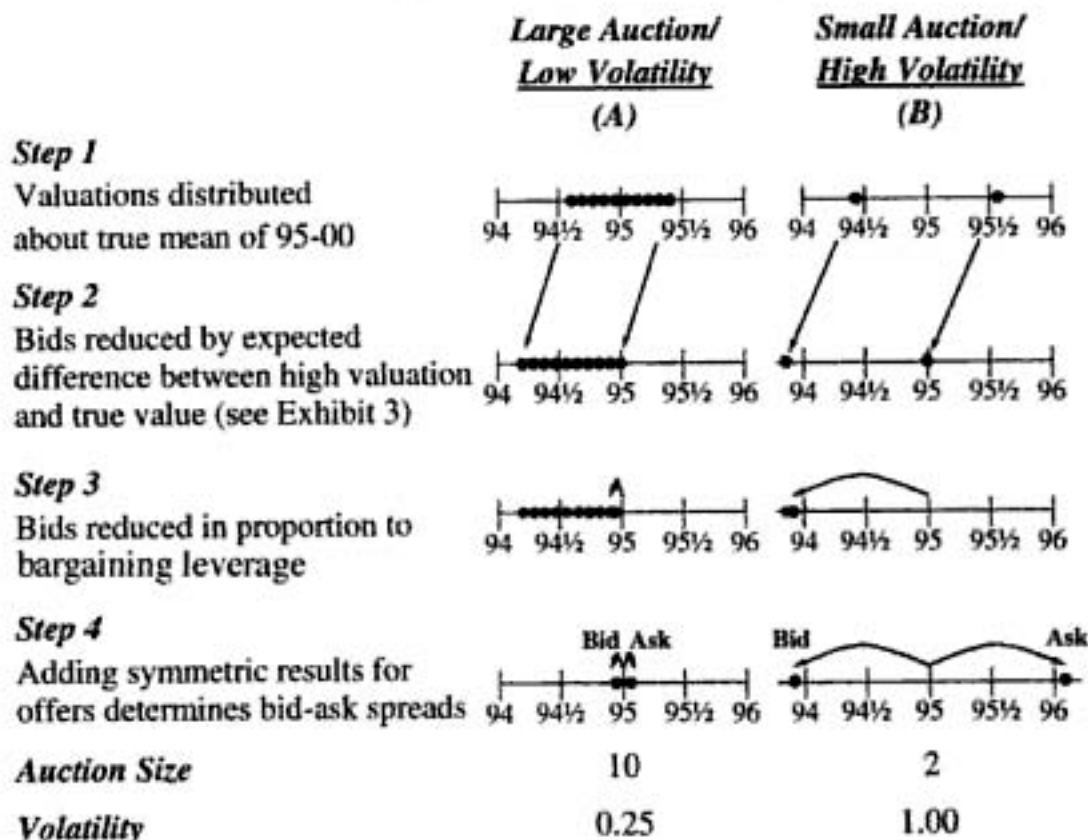 Large Auction/ Small Auction/
Low Volatility High Volatility
(A) (B)
Step 1
Valuations distributed
about true mean of 95-00
94 94½ 95 95½ 96 94 94½ 95 95½ 96
Step 2
Bids reduced by expected
difference between high valuation
and true value (see Exhibit 3)
94 94½ 95 95½ 96 94 94½ 95 95½ 96
Step 3
Bids reduced in proportion to
bargaining leverage
94 94½ 95 95½ 96 94 94½ 95 95½ 96
Step 4
Bid Ask Bid Ask
Adding symmetric results for
offers determines bid-ask spreads
94 94½ 95 95½ 96 94 94½ 95 95½ 96
Auction Size 10 2
Volatility 0.25 1.00